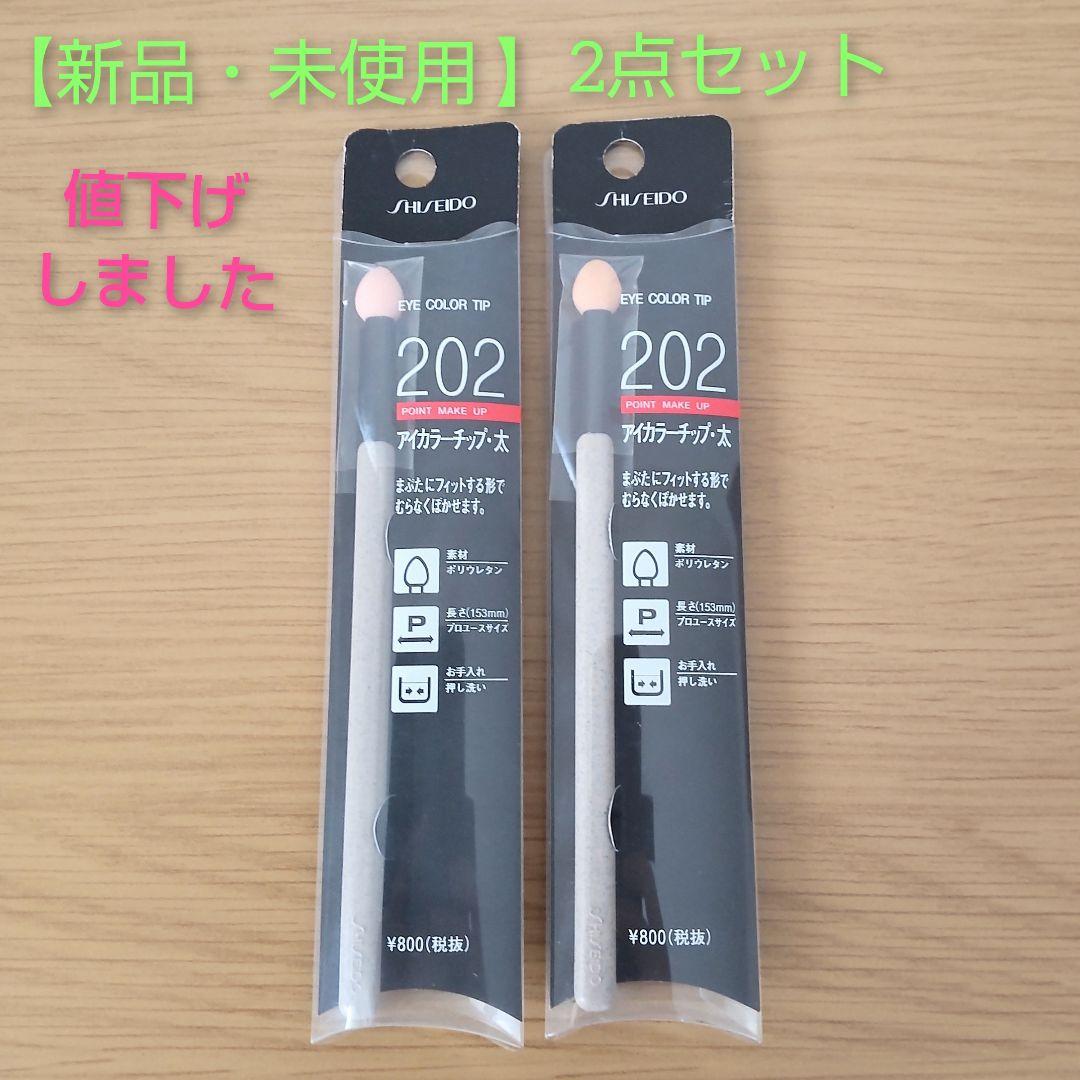 【新品・未使用】 2点セット
値下げ
しました
SHISEIDO
EYE COLOR TIP
202
POINT MAKE UP
アイカラーチップ・太
まぶたにフィットする形で
むらなくぼかせます。
素材
ポリウレタン
P
長さ(153mm)
プロユースサイズ
お手入れ
押し洗い
¥800(税抜)
SHISEIDO
SHISEIDO
EYE COLOR TIP
202
POINT MAKE UP
アイカラーチップ・太
まぶたにフィットする形で
むらなくぼかせます。
素材
ポリウレタン
P
長さ(153mm)
プロユースサイズ
お手入れ
押し洗い
¥800(税抜)
SHISEIDO